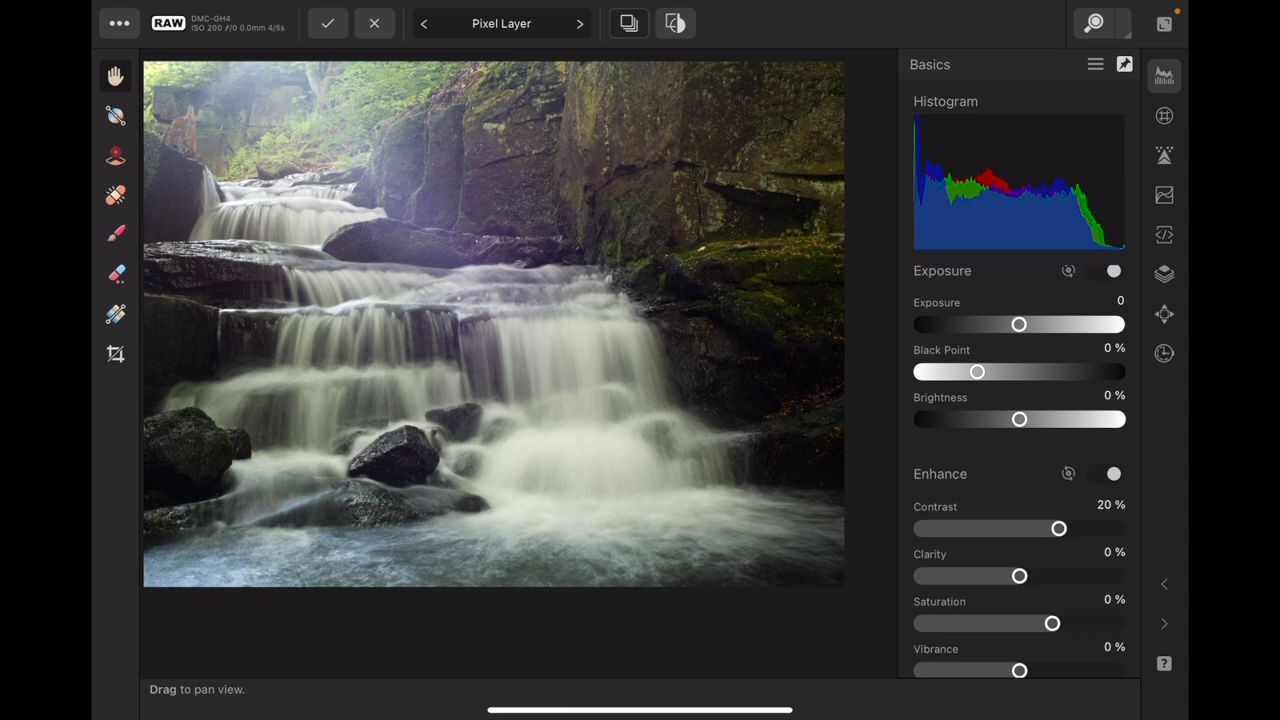 RAW
DMC-GH4
ISO 200 ƒ/0 0.0mm 4/5s
Pixel Layer
Basics
Histogram
Exposure
Exposure 0
Black Point 0 %
Brightness 0 %
Enhance
Contrast 20 %
Clarity 0 %
Saturation 0 %
Vibrance 0 %
Drag to pan view.
?